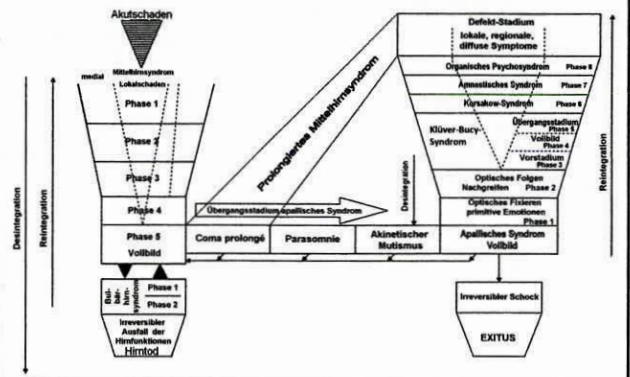 Akutschaden
medial
Mittelhirnsyndrom
Lokalschaden
Phase 1
Phase 2
Phase 3
Phase 4
Phase 5
Vollbild
Bul-
bär-
hirn-
syndrom
Phase 1
Phase 2
Irreversibler
Ausfall der
Hirnfunktionen
Hirntod
Desintegration
Reintegration
Prolongiertes Mittelhirnsyndrom
Übergangsstadium apallisches Syndrom
Coma prolongé
Parasomnie
Akinetischer
Mutismus
Apallisches Syndrom
Vollbild
Desintegration
Defekt-Stadium
lokale, regionale,
diffuse Symptome
Organisches Psychosyndrom Phase 8
Amnestisches Syndrom Phase 7
Korsakow-Syndrom Phase 6
Klüver-Bucy-
Syndrom
Übergangsstadium
Phase 5
Vollbild
Phase 4
Vorstadium
Phase 3
Optisches Folgen
Nachgreifen Phase 2
Optisches Fixieren
primitive Emotionen
Phase 1
Reintegration
Irreversibler Schock
EXITUS